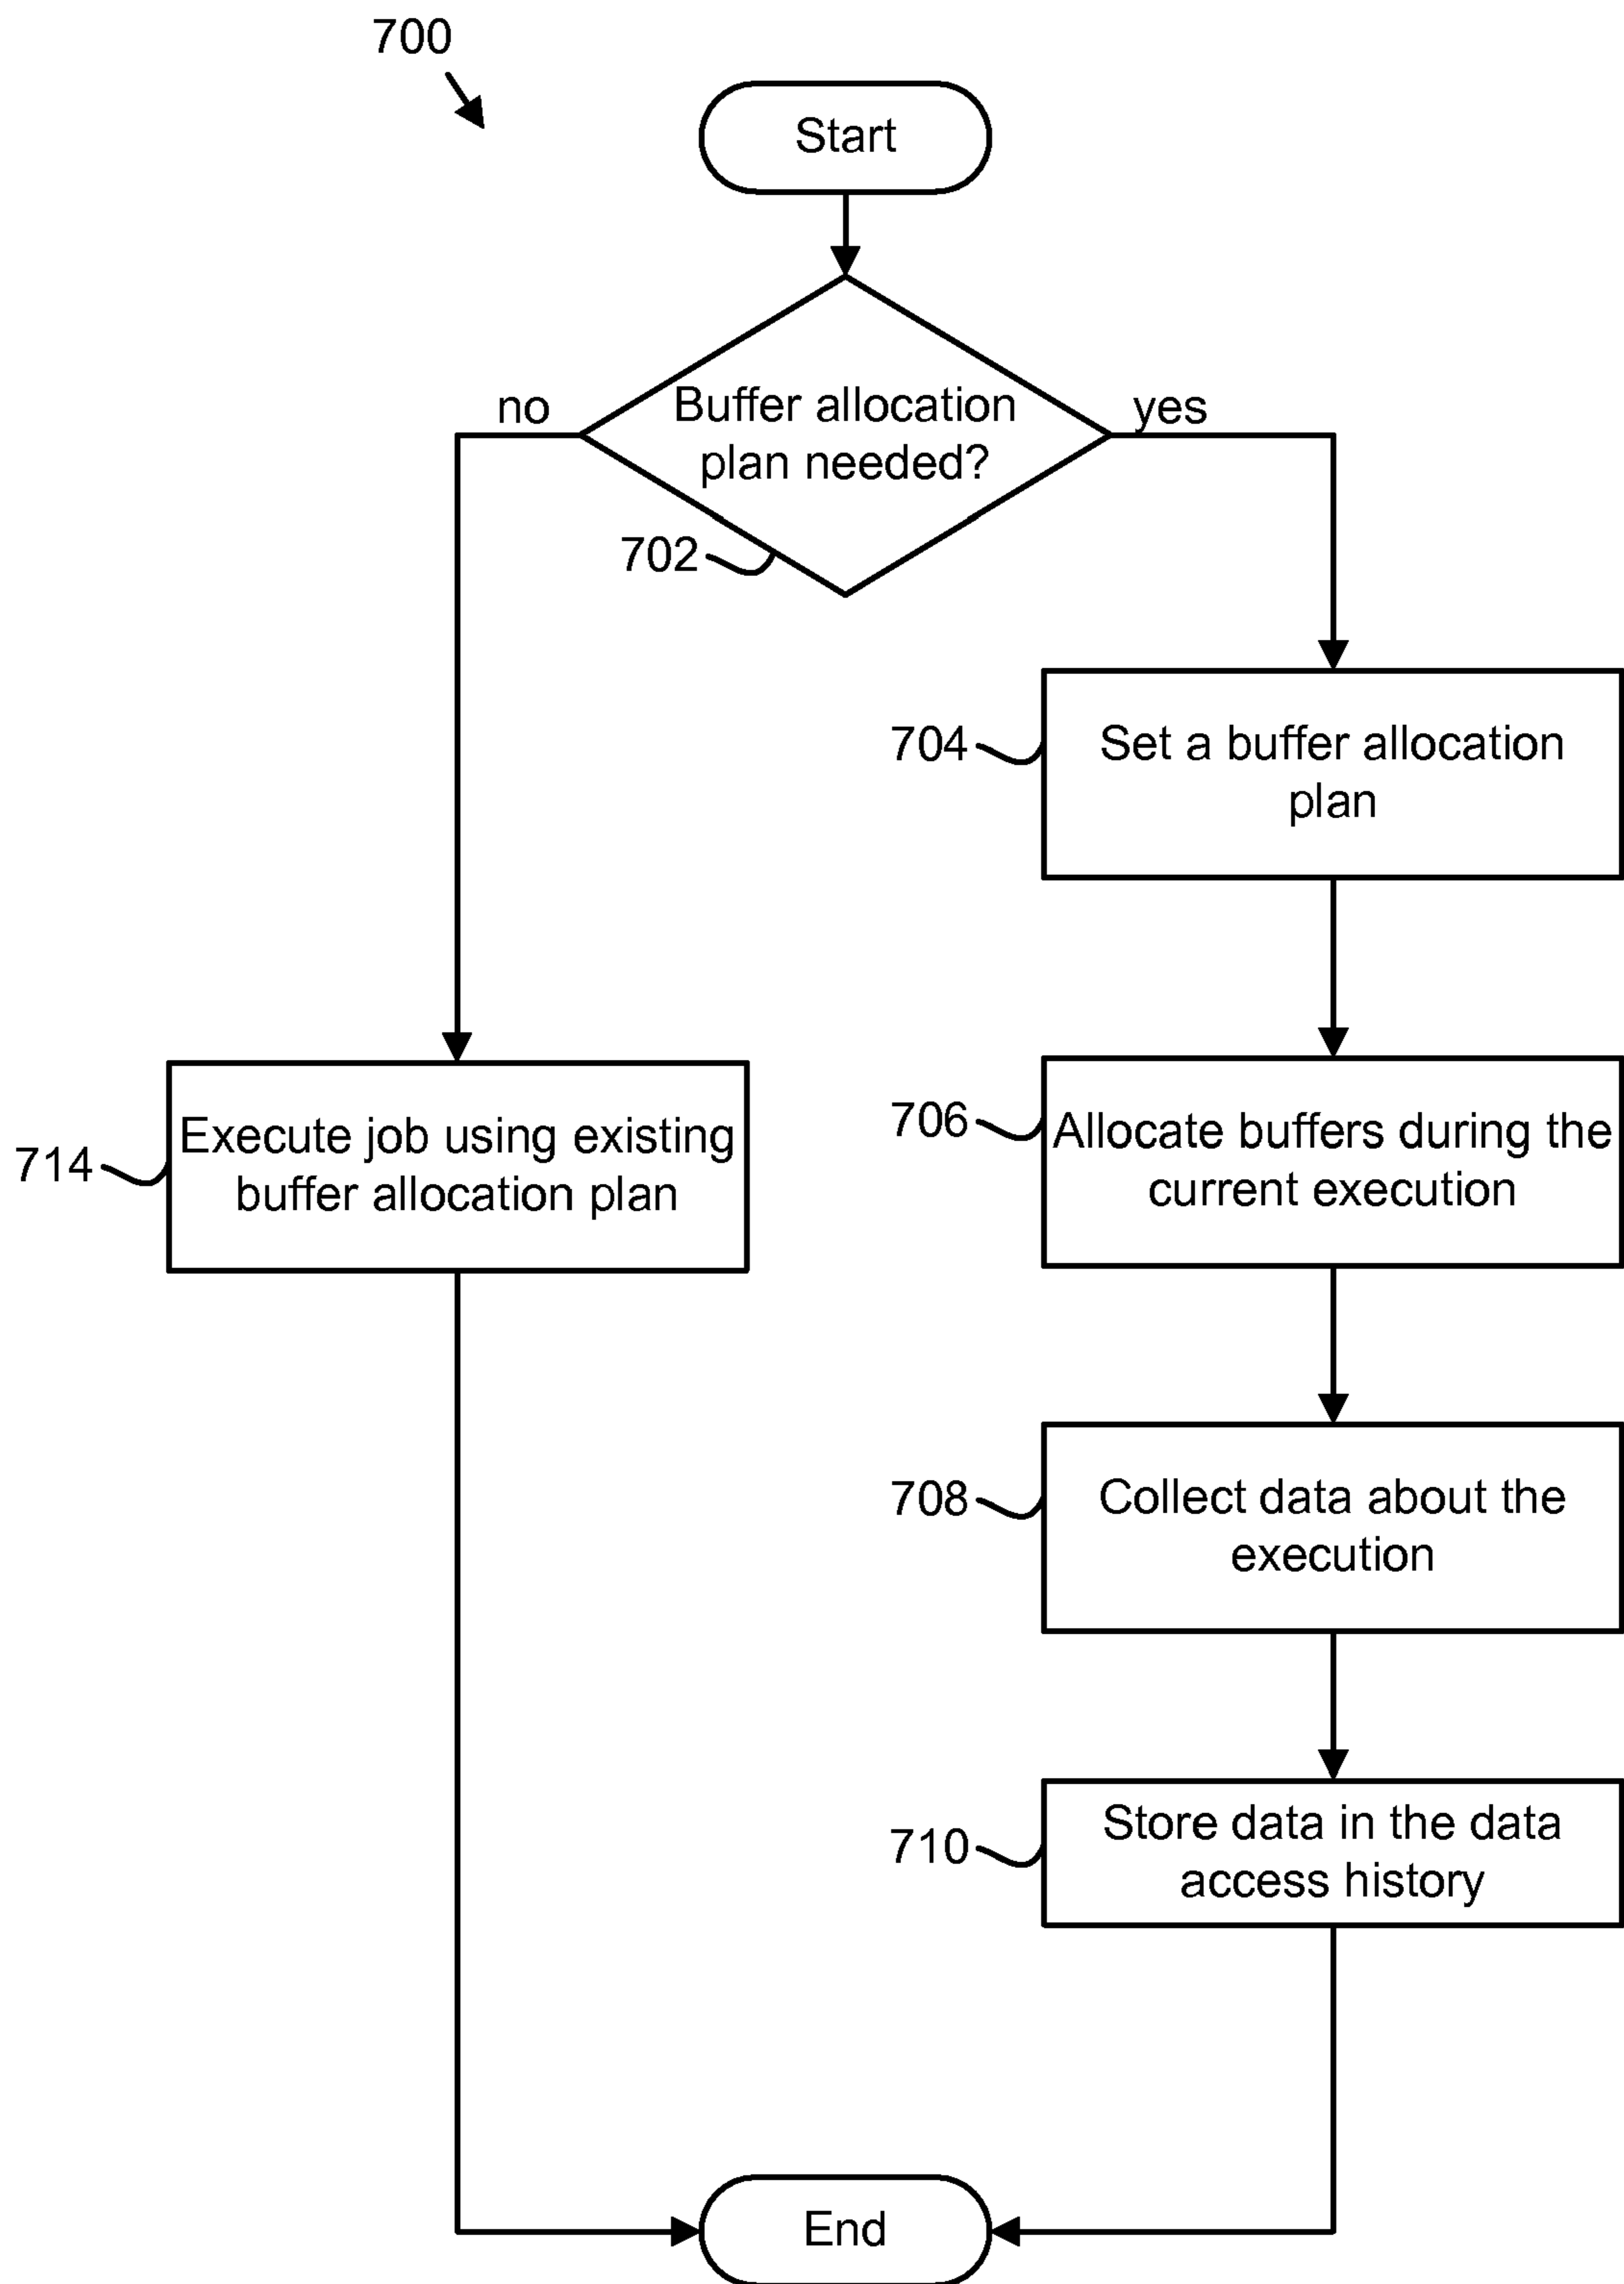 700
Start
no
Buffer allocation
plan needed?
yes
702
704
Set a buffer allocation
plan
714
Execute job using existing
buffer allocation plan
706
Allocate buffers during the
current execution
708
Collect data about the
execution
710
Store data in the data
access history
End